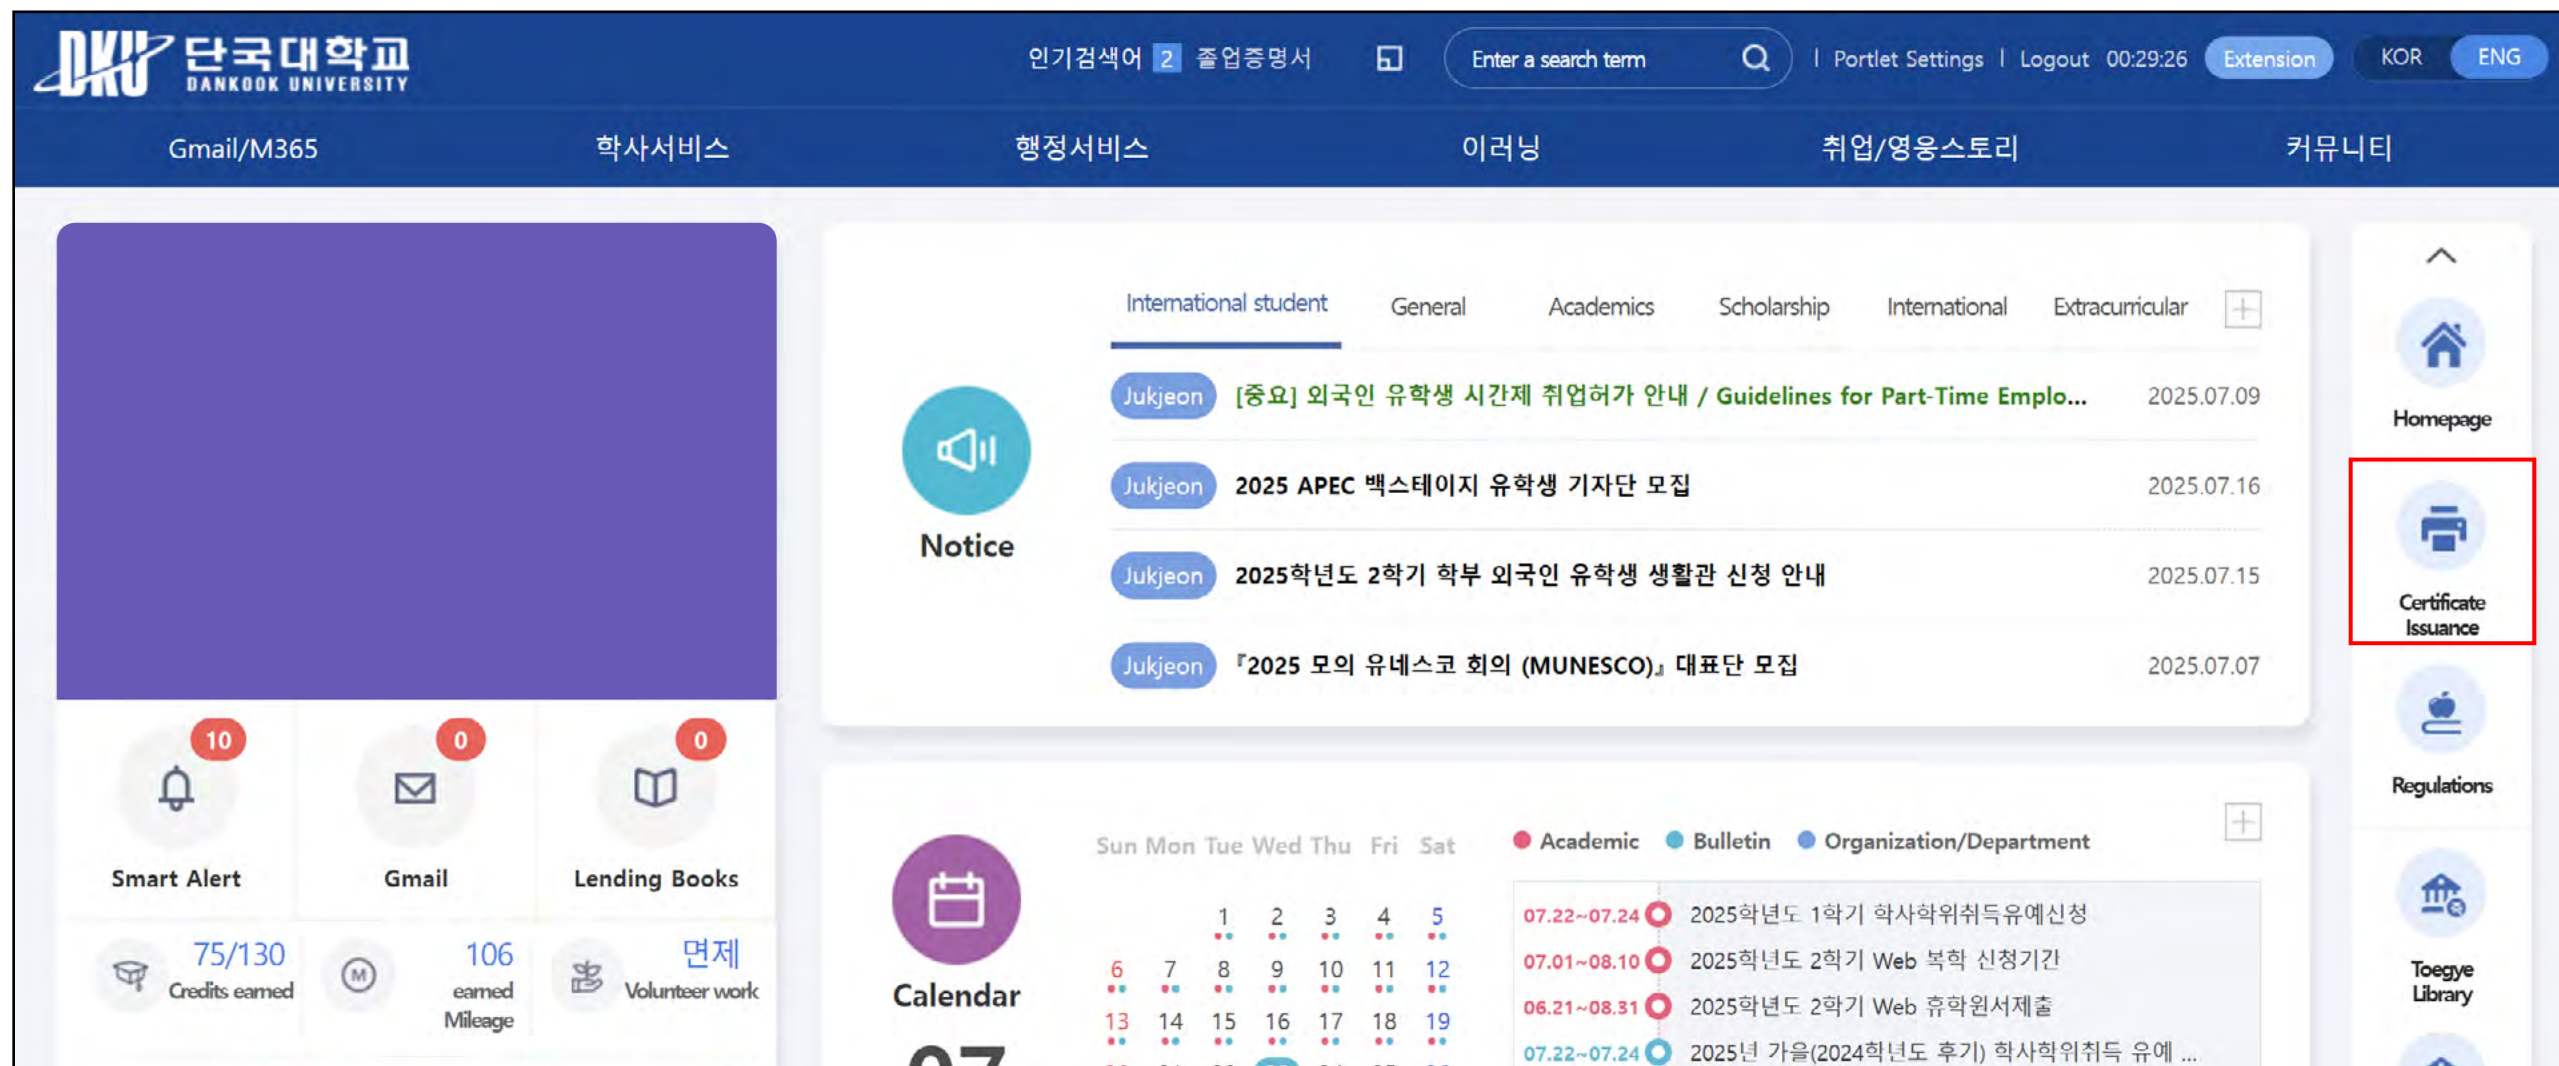 DKU 단국대학교
DANKOOK UNIVERSITY
인기검색어 2 졸업증명서
Enter a search term
| Portlet Settings | Logout 00:29:26 Extension
KOR ENG
Gmail/M365 학사서비스 행정서비스 이러닝 취업/영웅스토리 커뮤니티
International student General Academics Scholarship International Extracurricular
Notice
Jukjeon [중요] 외국인 유학생 시간제 취업허가 안내 / Guidelines for Part-Time Emplo... 2025.07.09
Jukjeon 2025 APEC 백스테이지 유학생 기자단 모집 2025.07.16
Jukjeon 2025학년도 2학기 학부 외국인 유학생 생활관 신청 안내 2025.07.15
Jukjeon 『2025 모의 유네스코 회의 (MUNESCO)』 대표단 모집 2025.07.07
Homepage
Certificate
Issuance
Regulations
Toegye
Library
10 0 0
Smart Alert Gmail Lending Books
75/130 106 면제
Credits earned earned Volunteer work
M Mileage
Calendar
07
Sun Mon Tue Wed Thu Fri Sat
1 2 3 4 5
6 7 8 9 10 11 12
13 14 15 16 17 18 19
Academic Bulletin Organization/Department
07.22~07.24 2025학년도 1학기 학사학위취득유예신청
07.01~08.10 2025학년도 2학기 Web 복학 신청기간
06.21~08.31 2025학년도 2학기 Web 휴학원서제출
07.22~07.24 2025년 가을(2024학년도 후기) 학사학위취득 유예 ...